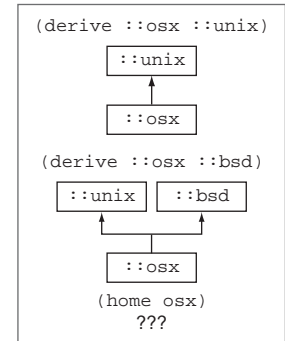 (derive ::osx ::unix)
::unix
::osx
(derive ::osx ::bsd)
::unix ::bsd
::osx
(home osx)
???